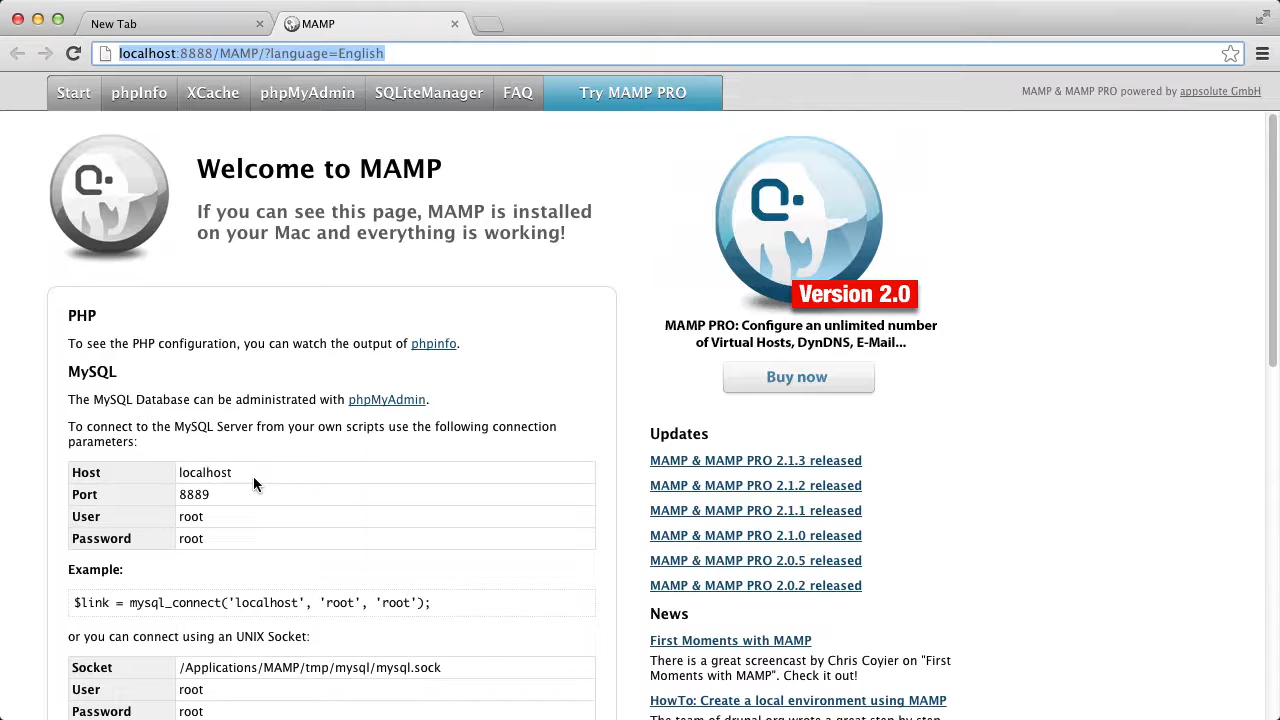 New Tab
MAMP
localhost:8888/MAMP/?language=English
Start phpInfo XCache phpMyAdmin SQLiteManager FAQ Try MAMP PRO
MAMP & MAMP PRO powered by appsolute GmbH
Welcome to MAMP
If you can see this page, MAMP is installed
on your Mac and everything is working!
PHP
To see the PHP configuration, you can watch the output of phpinfo.
MySQL
The MySQL Database can be administrated with phpMyAdmin.
To connect to the MySQL Server from your own scripts use the following connection
parameters:
Host localhost
Port 8889
User root
Password root
Example:
$link = mysql_connect('localhost', 'root', 'root');
or you can connect using an UNIX Socket:
Socket /Applications/MAMP/tmp/mysql/mysql.sock
User root
Password root
Version 2.0
MAMP PRO: Configure an unlimited number
of Virtual Hosts, DynDNS, E-Mail...
Buy now
Updates
MAMP & MAMP PRO 2.1.3 released
MAMP & MAMP PRO 2.1.2 released
MAMP & MAMP PRO 2.1.1 released
MAMP & MAMP PRO 2.1.0 released
MAMP & MAMP PRO 2.0.5 released
MAMP & MAMP PRO 2.0.2 released
News
First Moments with MAMP
There is a great screencast by Chris Coyier on "First
Moments with MAMP". Check it out!
HowTo: Create a local environment using MAMP
The team of drupal.org wrote a great step by step